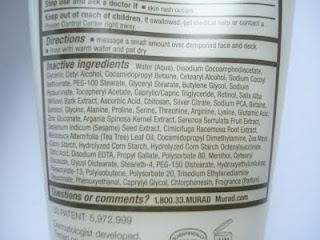 Stop use and ask a doctor if ▪ skin rash occurs
Keep out of reach of children. If swallowed, get medical help or contact a
Poison Control Center right away
Directions ▪ massage a small amount over dampened face and neck
▪ rinse with warm water and pat dry
Inactive ingredients Water (Aqua), Disodium Cocoamphodiacetate,
Glycerin, Cetyl Alcohol, Cocamidopropyl Betaine, Cetearyl Alcohol, Sodium Cocoyl
Isethionate, PEG-100 Stearate, Glyceryl Stearate, Butylene Glycol, Sodium
Tocopheryl Acetate, Caprylic/Capric Triglyceride, Retinol, Salix Alba
(Willow) Bark Extract, Ascorbic Acid, Chitosan, Silver Citrate, Sodium PCA, Betaine,
Sorbitol, Glycine, Alanine, Proline, Serine, Threonine, Arginine, Lysine, Glutamic Acid,
Zinc Gluconate, Argania Spinosa Kernel Extract, Serenoa Serrulata Fruit Extract,
Sesamum Indicum (Sesame) Seed Extract, Cimicifuga Racemosa Root Extract,
Melaleuca Alternifolia (Tea Tree) Leaf Oil, Cocamidopropyl Dimethylamine, Zea Mays
Corn) Starch, Hydrolyzed Corn Starch, Hydrolyzed Corn Starch Octenylsuccinate,
Acid, Disodium EDTA, Propyl Gallate, Polysorbate 80, Menthol, Cetearyl
Glucoside, Diglycol Stearate, Steareth-4, PEG-150 Distearate, Hydroxyethylcellulose,
Polypropylene-13, Polyisobutene, Polysorbate 20, Tridium Ethylenediamine
Disuccinate, Phenoxyethanol, Caprylyl Glycol, Chlorphenesin, Fragrance (Parfum)
Questions or comments? 1.800.33.MURAD Murad.com
US PATENT: 5,972,999
Dermatologist developed.